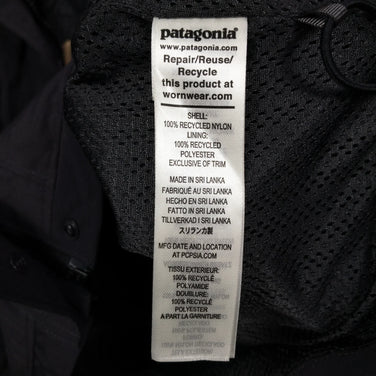 patagonia®
www.patagonia.com
Repair/Reuse/
Recycle
this product at
wornwear.com
SHELL:
100% RECYCLED NYLON
LINING:
100% RECYCLED
POLYESTER
EXCLUSIVE OF TRIM
MADE IN SRI LANKA
FABRIQUÉ AU SRI LANKA
HECHO EN SRI LANKA
FATTO IN SRI LANKA
TILLVERKAD I SRI LANKA
スリランカ製
MFG DATE AND LOCATION
AT PCPSIA.COM
TISSU EXTERIEUR:
100% RECYCLÉ
POLYAMIDE
DOUBLURE:
100% RECYCLÉ
POLYESTER
A PART LA GARNITURE